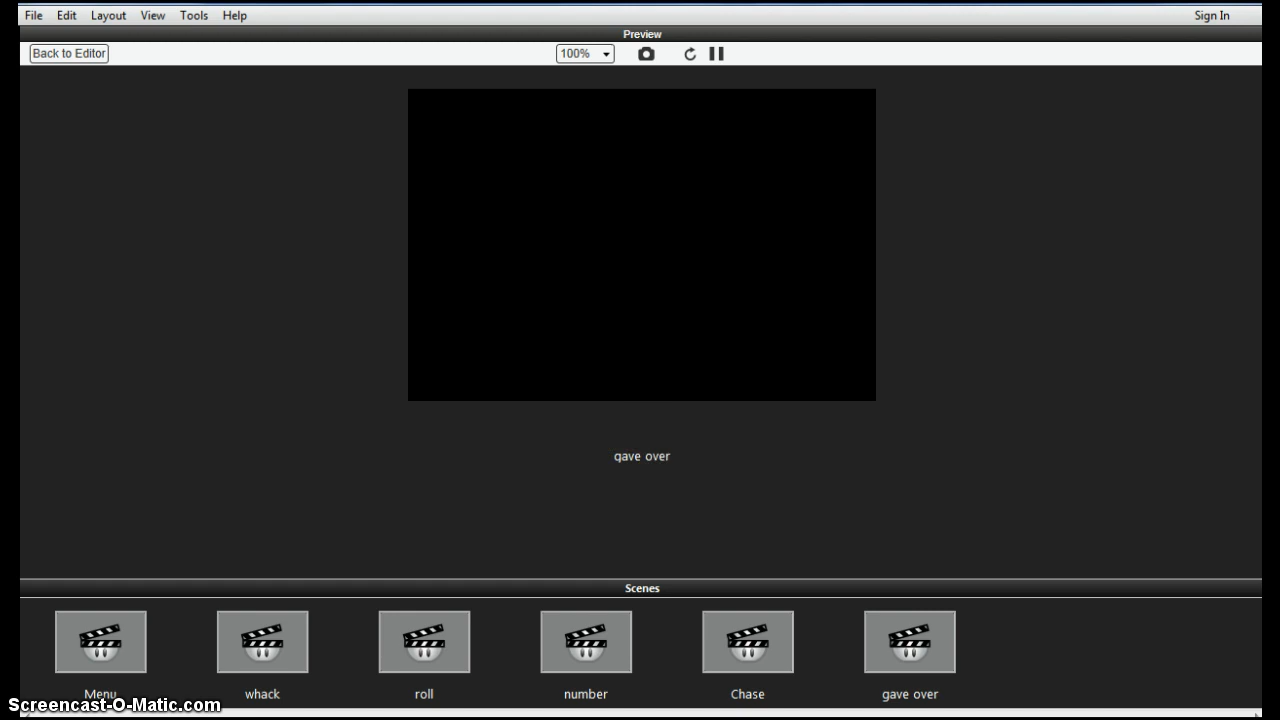 File Edit Layout View Tools Help Sign In
Preview
Back to Editor 100%
gave over
Scenes
Menu whack roll number Chase gave over
Screencast-O-Matic.com